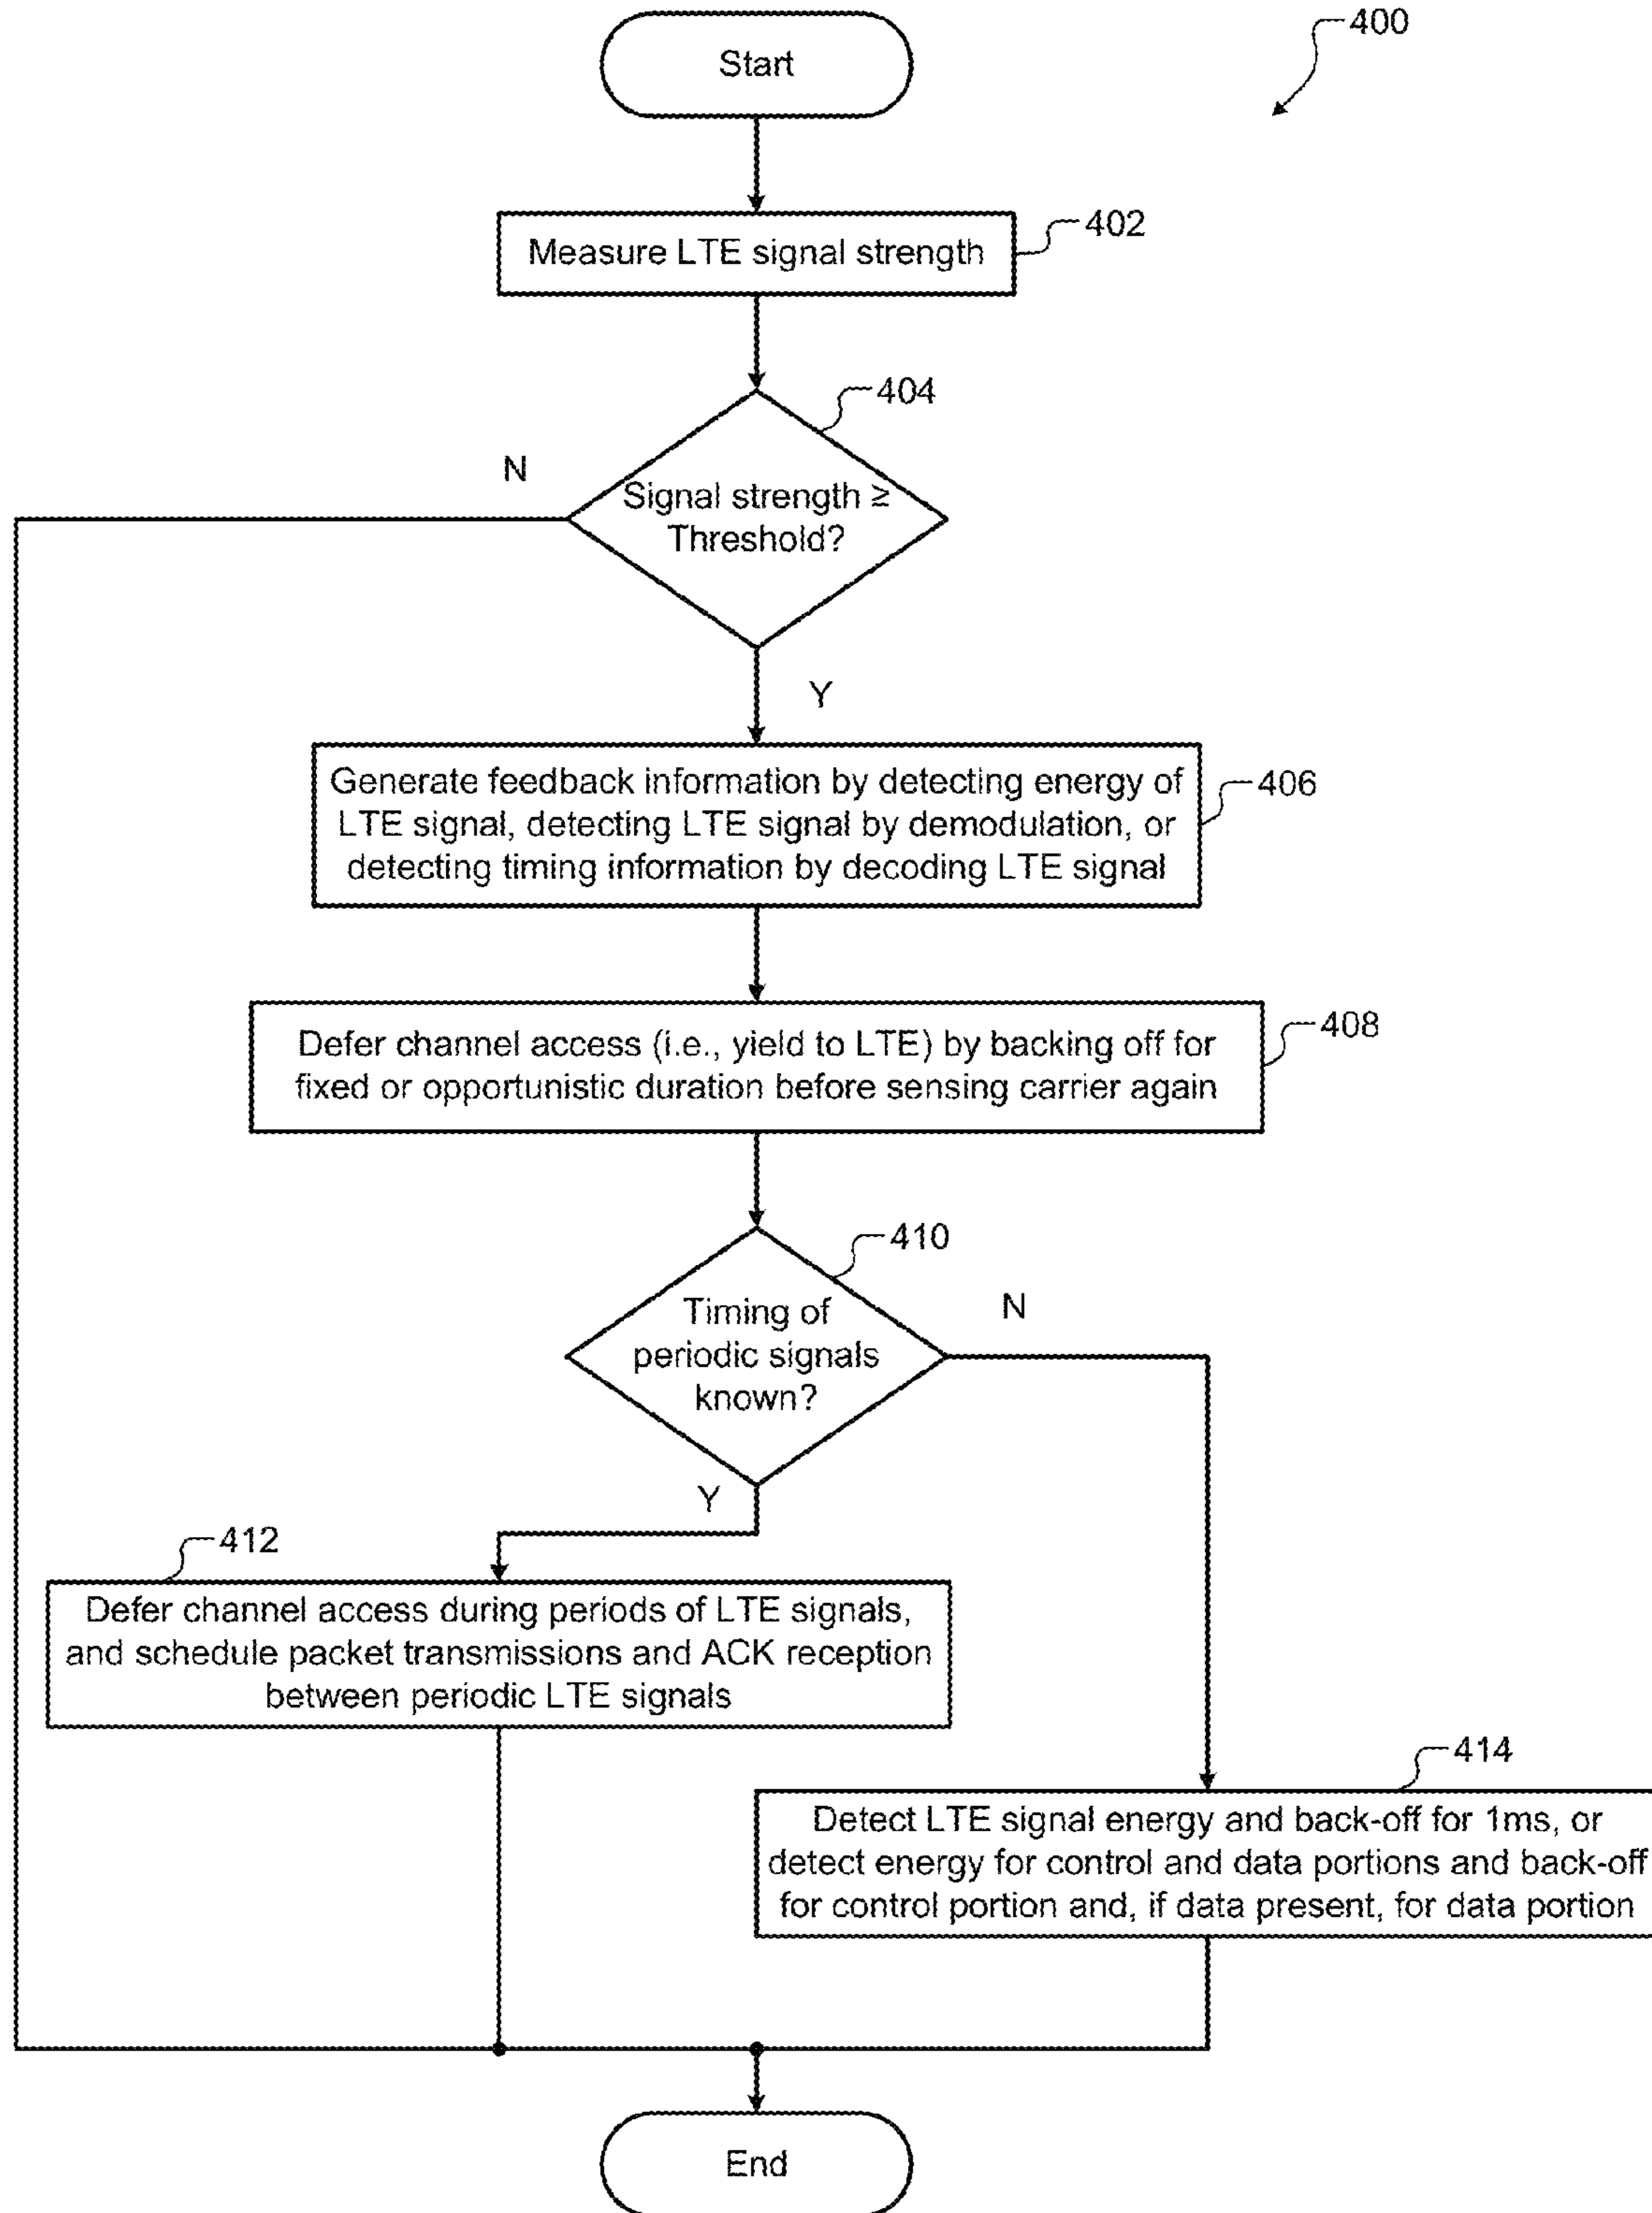 400
Start
402
Measure LTE signal strength
404
N
Signal strength ≥
Threshold?
Y
406
Generate feedback information by detecting energy of
LTE signal, detecting LTE signal by demodulation, or
detecting timing information by decoding LTE signal
408
Defer channel access (i.e., yield to LTE) by backing off for
fixed or opportunistic duration before sensing carrier again
410
N
Timing of
periodic signals
known?
Y
412
Defer channel access during periods of LTE signals,
and schedule packet transmissions and ACK reception
between periodic LTE signals
414
Detect LTE signal energy and back-off for 1ms, or
detect energy for control and data portions and back-off
for control portion and, if data present, for data portion
End